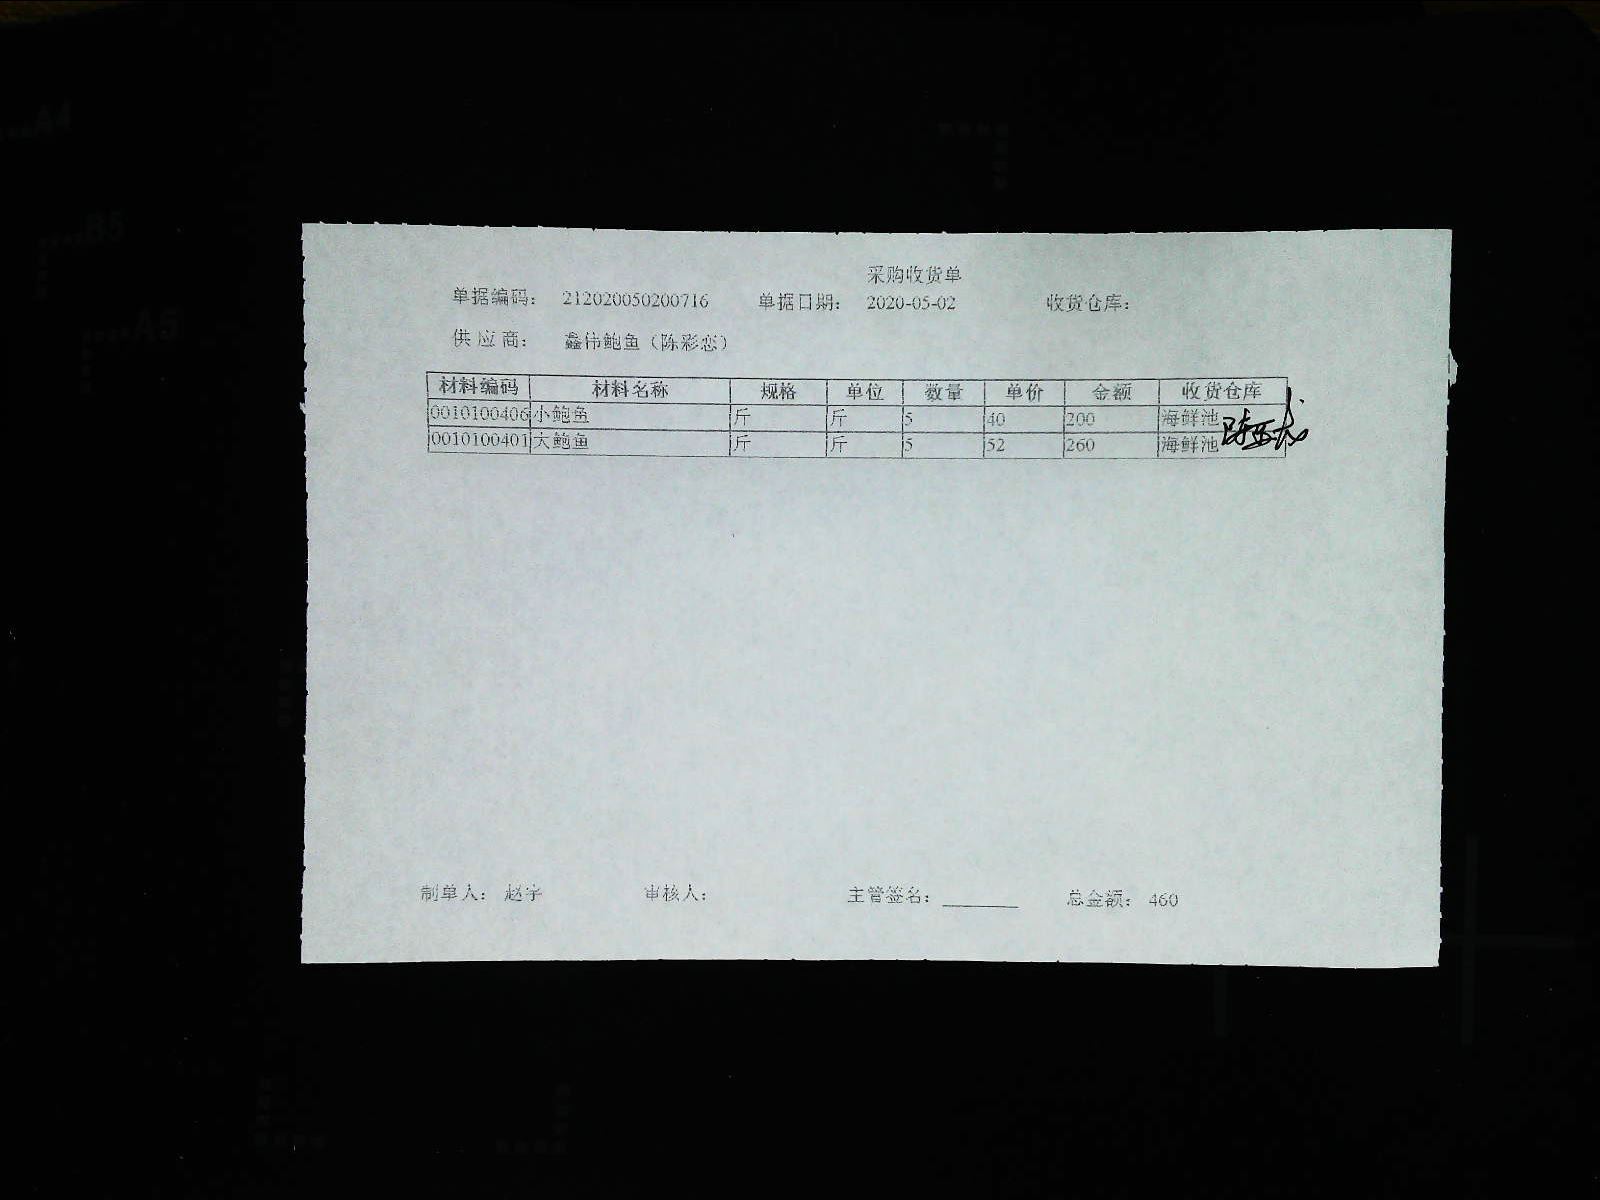 采购收货单
单据编码： 212020050200716 单据日期： 2020-05-02 收货仓库：
供应商： 鑫伟鲍鱼（陈彩恋）
材料编码 材料名称 规格 单位 数量 单价 金额 收货仓库
0010100406 小鲍鱼 斤 斤 5 40 200 海鲜池
0010100401 大鲍鱼 斤 斤 5 52 260 海鲜池
制单人： 赵宇 审核人： 主管签名： 总金额： 460
A4
B5
A5